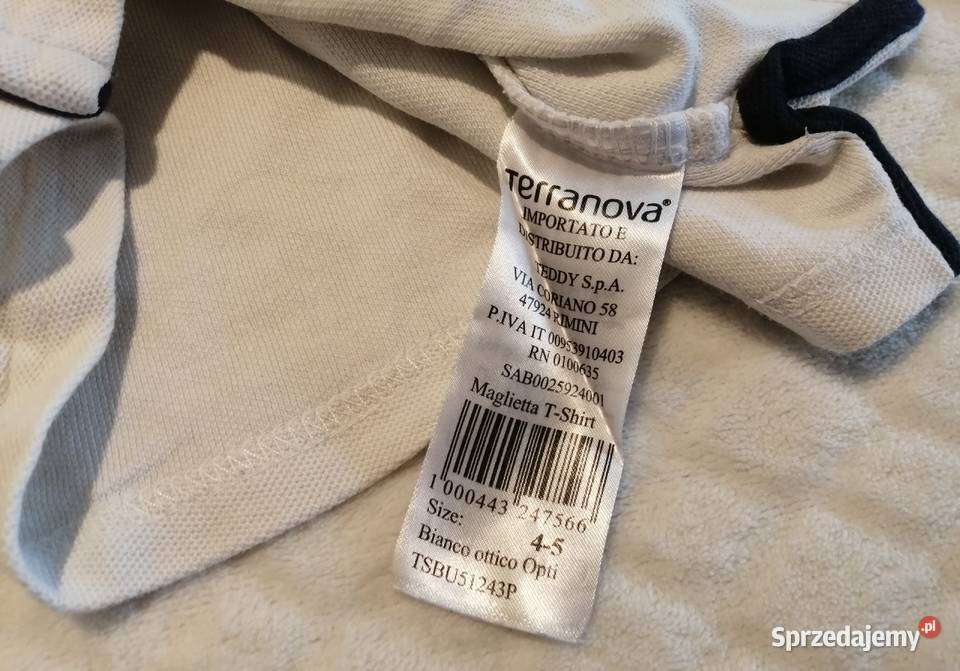 Terranova®
IMPORTATO E
DISTRIBUITO DA:
TEDDY S.p.A.
VIA CORIANO 58
47924 RIMINI
P.IVA IT 00953910403
RN 0100635
SAB0025924001
Maglietta T-Shirt
1 000443 247566
Size:
4-5
Bianco ottico Opti
TSBU51243P
Sprzedajemy.pl